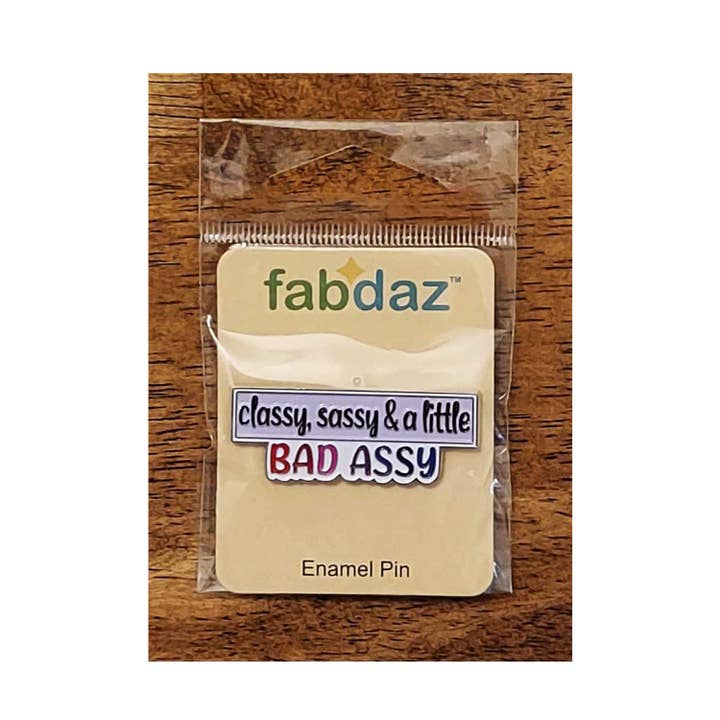 fabdaz™
classy, sassy & a little
BAD ASSY
Enamel Pin